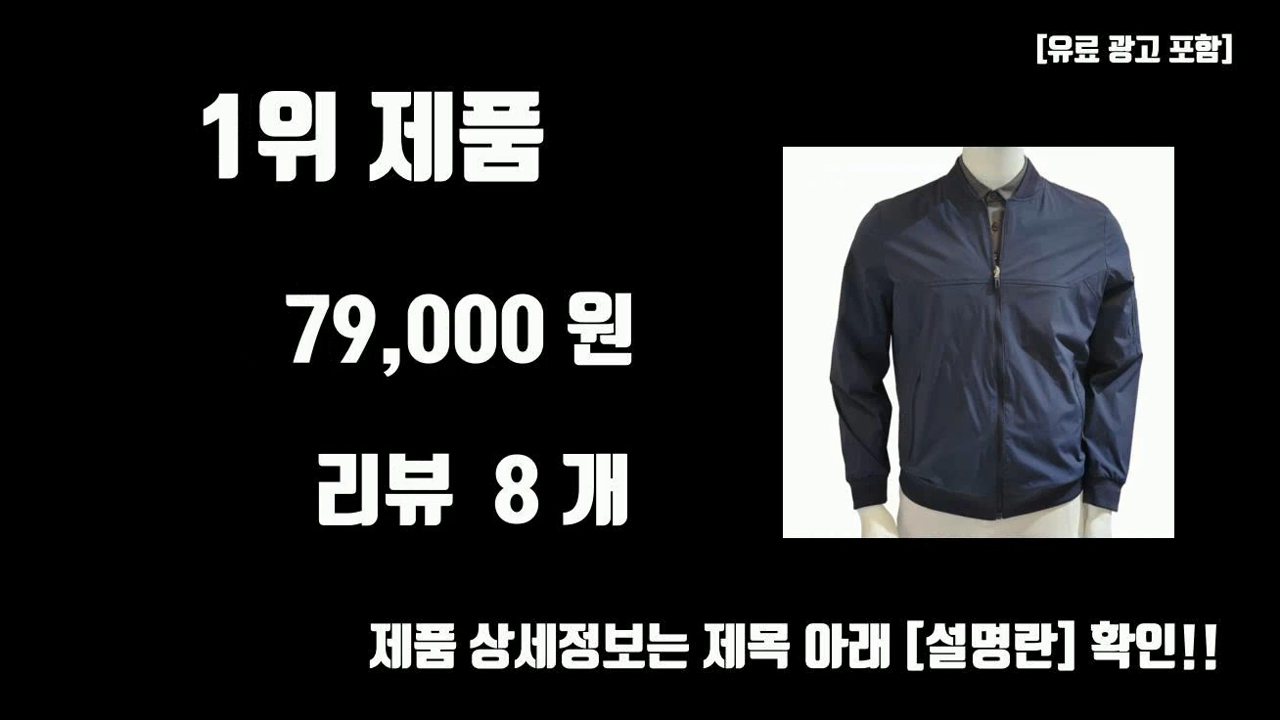 [유료 광고 포함]
1위 제품
79,000 원
리뷰 8 개
제품 상세정보는 제목 아래 [설명란] 확인!!